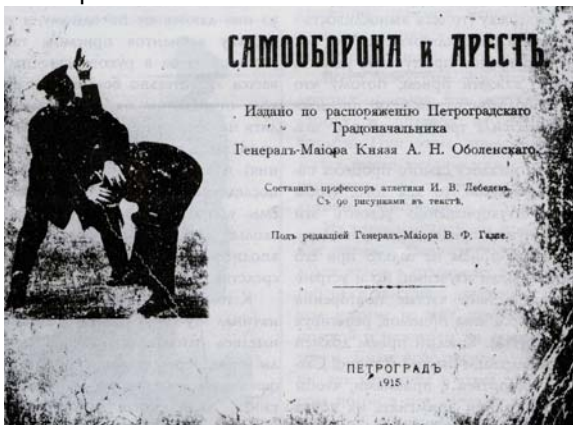 САМООБОРОНА и АРЕСТЪ
Издано по распоряженію Петроградскаго
Градоначальника
Генералъ-Маіора Князя А. Н. Оболенскаго.
Составилъ профессоръ атлетики И. В. Лебедевъ.
Съ 90 рисунками въ текстѣ.
Подъ редакціей Генералъ-Маіора В. Ф. Галле.
ПЕТРОГРАДЪ
1915